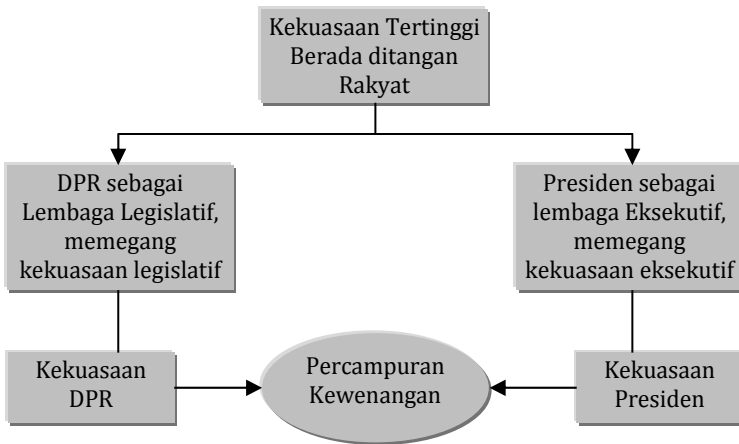 Kekuasaan Tertinggi
Berada ditangan
Rakyat
DPR sebagai
Lembaga Legislatif,
memegang
kekuasaan legislatif
Presiden sebagai
lembaga Eksekutif,
memegang
kekuasaan eksekutif
Kekuasaan
DPR
Percampuran
Kewenangan
Kekuasaan
Presiden